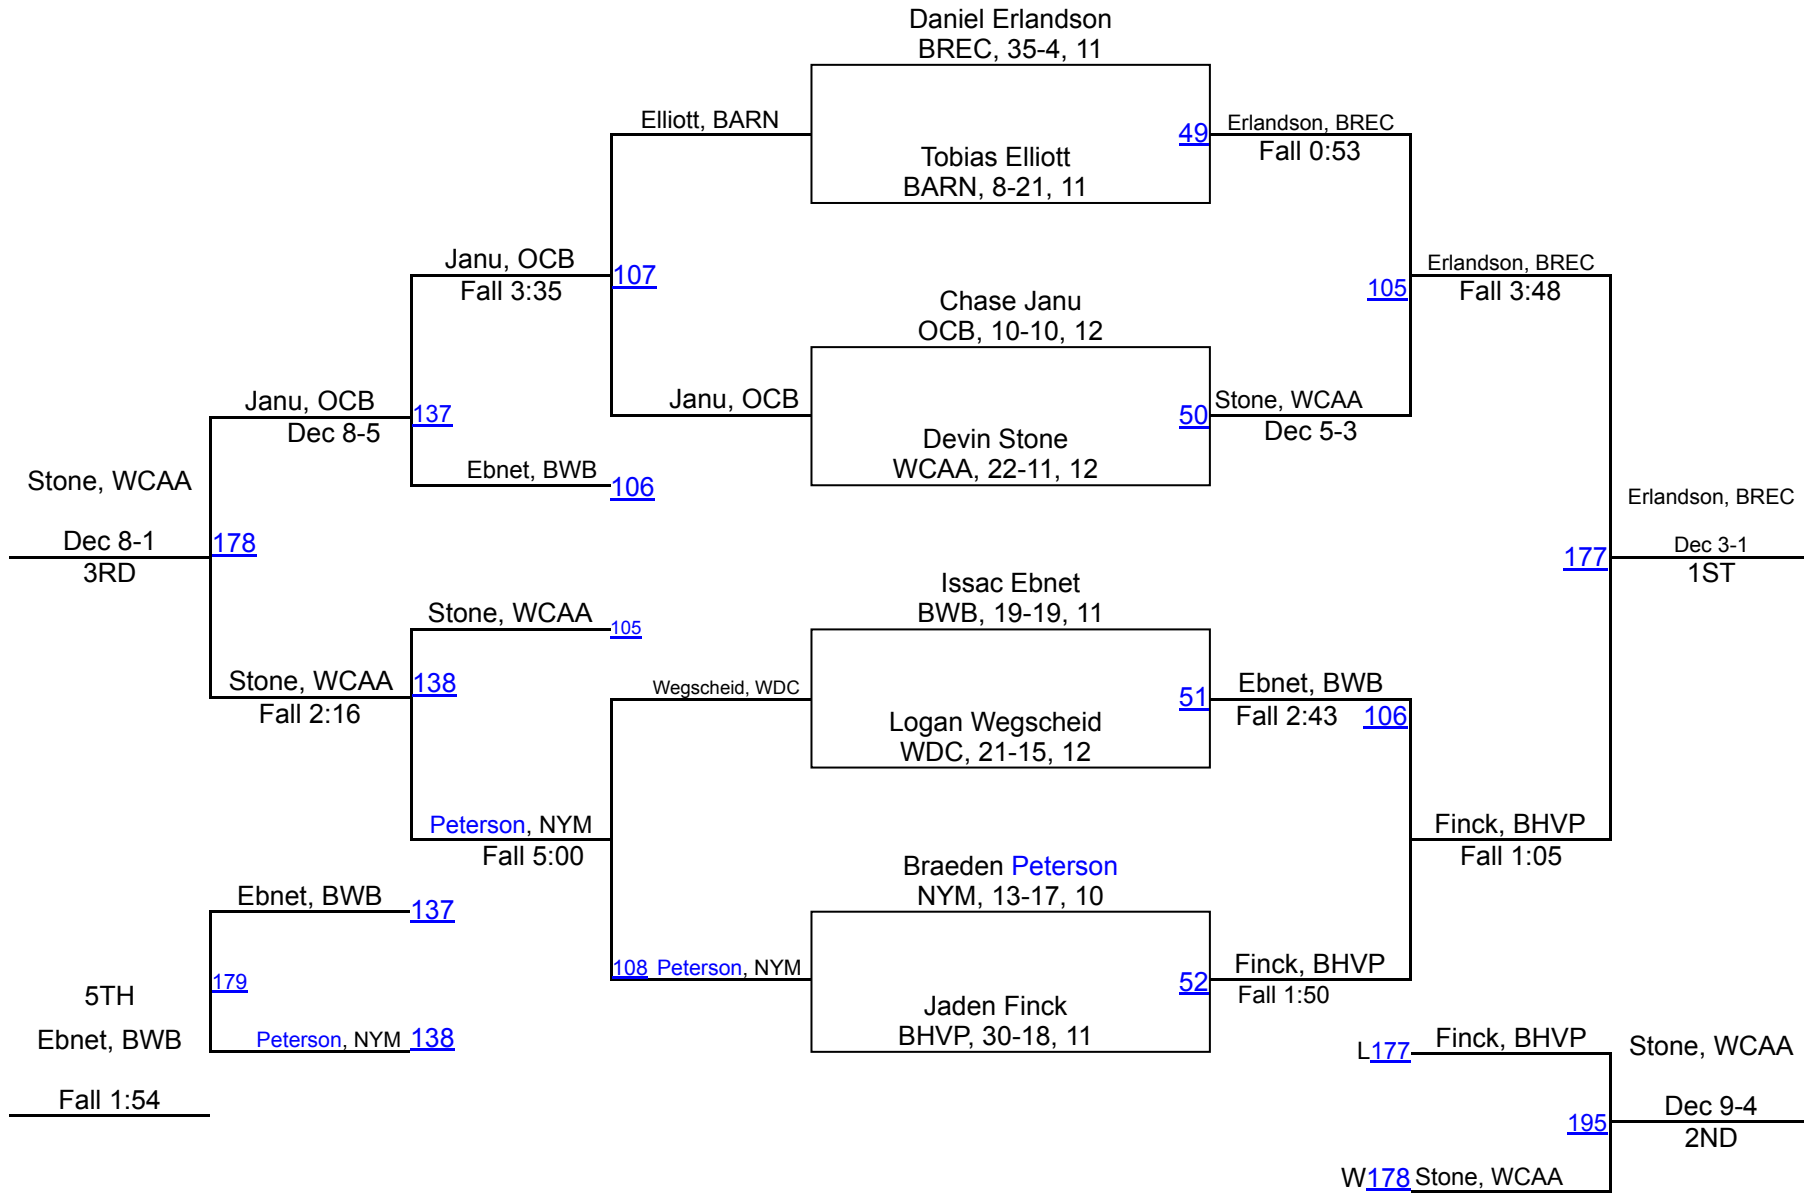 Daniel Erlandson
BREC, 35-4, 11
Elliott, BARN
49
Erlandson, BREC
Fall 0:53
Tobias Elliott
BARN, 8-21, 11
Janu, OCB
Fall 3:35
107
Erlandson, BREC
Fall 3:48
105
Chase Janu
OCB, 10-10, 12
Janu, OCB
Dec 8-5
137
Janu, OCB
50
Stone, WCAA
Dec 5-3
Devin Stone
WCAA, 22-11, 12
Ebnet, BWB
106
Stone, WCAA
Dec 8-1
3RD
178
Erlandson, BREC
177
Dec 3-1
1ST
Issac Ebnet
BWB, 19-19, 11
Stone, WCAA
105
Stone, WCAA
Fall 2:16
138
Wegscheid, WDC
51
Ebnet, BWB
Fall 2:43
106
Logan Wegscheid
WDC, 21-15, 12
Peterson, NYM
Fall 5:00
Finck, BHVP
Fall 1:05
Braeden Peterson
NYM, 13-17, 10
Ebnet, BWB
137
108
Peterson, NYM
52
Finck, BHVP
Fall 1:50
Jaden Finck
BHVP, 30-18, 11
179
5TH
Ebnet, BWB
Peterson, NYM
138
Fall 1:54
L177
Finck, BHVP
Stone, WCAA
195
Dec 9-4
2ND
W178
Stone, WCAA